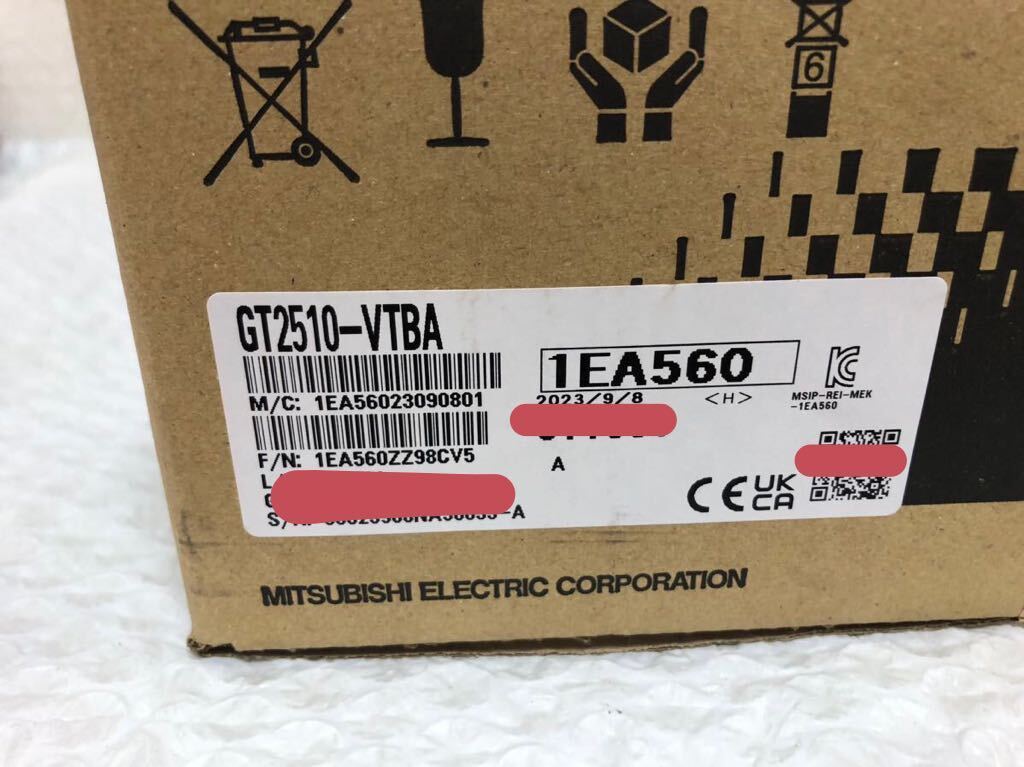 6
GT2510-VTBA
1EA560
M/C: 1EA56023090801
2023/9/8 <H>
MSIP-REI-MEK
-1EA560
F/N: 1EA560ZZ98CV5
A
CE UK
CA
MITSUBISHI ELECTRIC CORPORATION